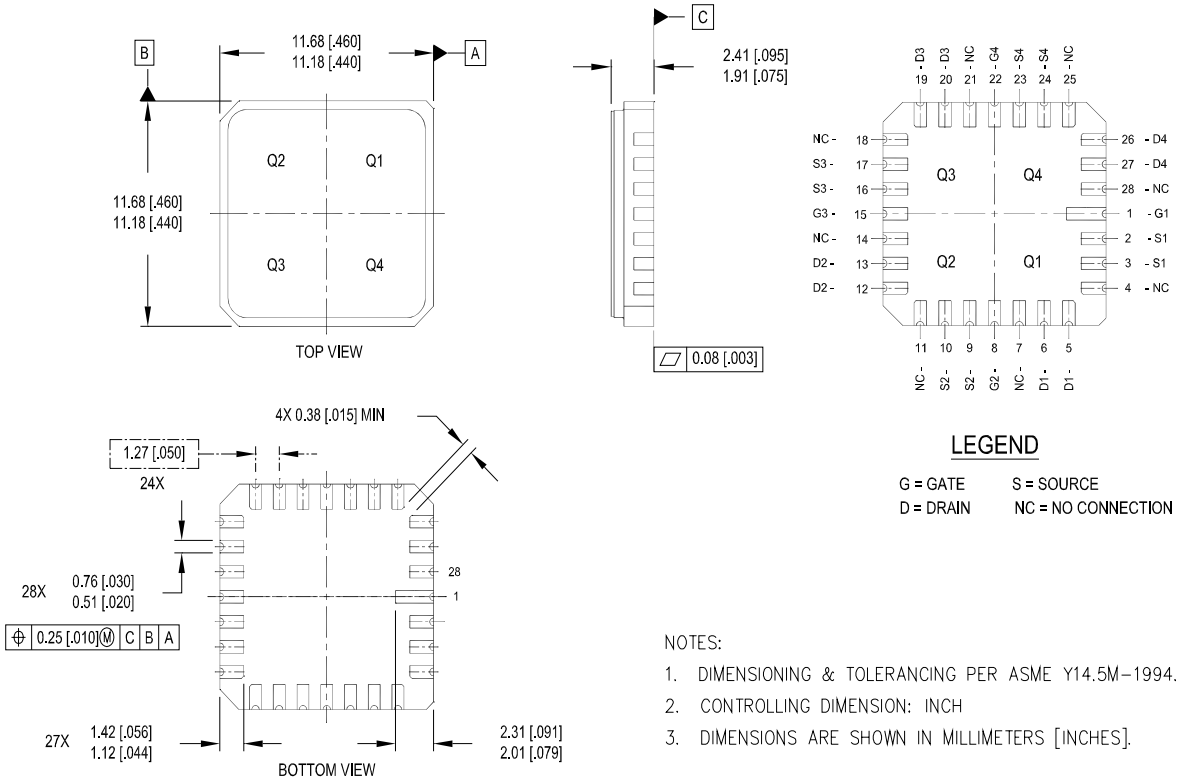 11.68 [.460]
11.18 [.440]
B
A
C
2.41 [.095]
1.91 [.075]
11.68 [.460]
11.18 [.440]
Q2
Q1
Q3
Q4
TOP VIEW
0.08 [.003]
19 - D3
20 - D3
21 - NC
22 - G4
23 - S4
24 - S4
25 - NC
NC - 18
S3 - 17
S3 - 16
G3 - 15
NC - 14
D2 - 13
D2 - 12
Q3
Q4
Q2
Q1
26 - D4
27 - D4
28 - NC
1 - G1
2 - S1
3 - S1
4 - NC
NC - 11
S2 - 10
S2 - 9
G2 - 8
NC - 7
D1 - 6
D1 - 5
LEGEND
G = GATE S = SOURCE
D = DRAIN NC = NO CONNECTION
4X 0.38 [.015] MIN
1.27 [.050]
24X
28X 0.76 [.030]
0.51 [.020]
⌖ 0.25 [.010]Ⓜ C B A
28
1
27X 1.42 [.056]
1.12 [.044]
2.31 [.091]
2.01 [.079]
BOTTOM VIEW
NOTES:
1. DIMENSIONING & TOLERANCING PER ASME Y14.5M-1994.
2. CONTROLLING DIMENSION: INCH
3. DIMENSIONS ARE SHOWN IN MILLIMETERS [INCHES].